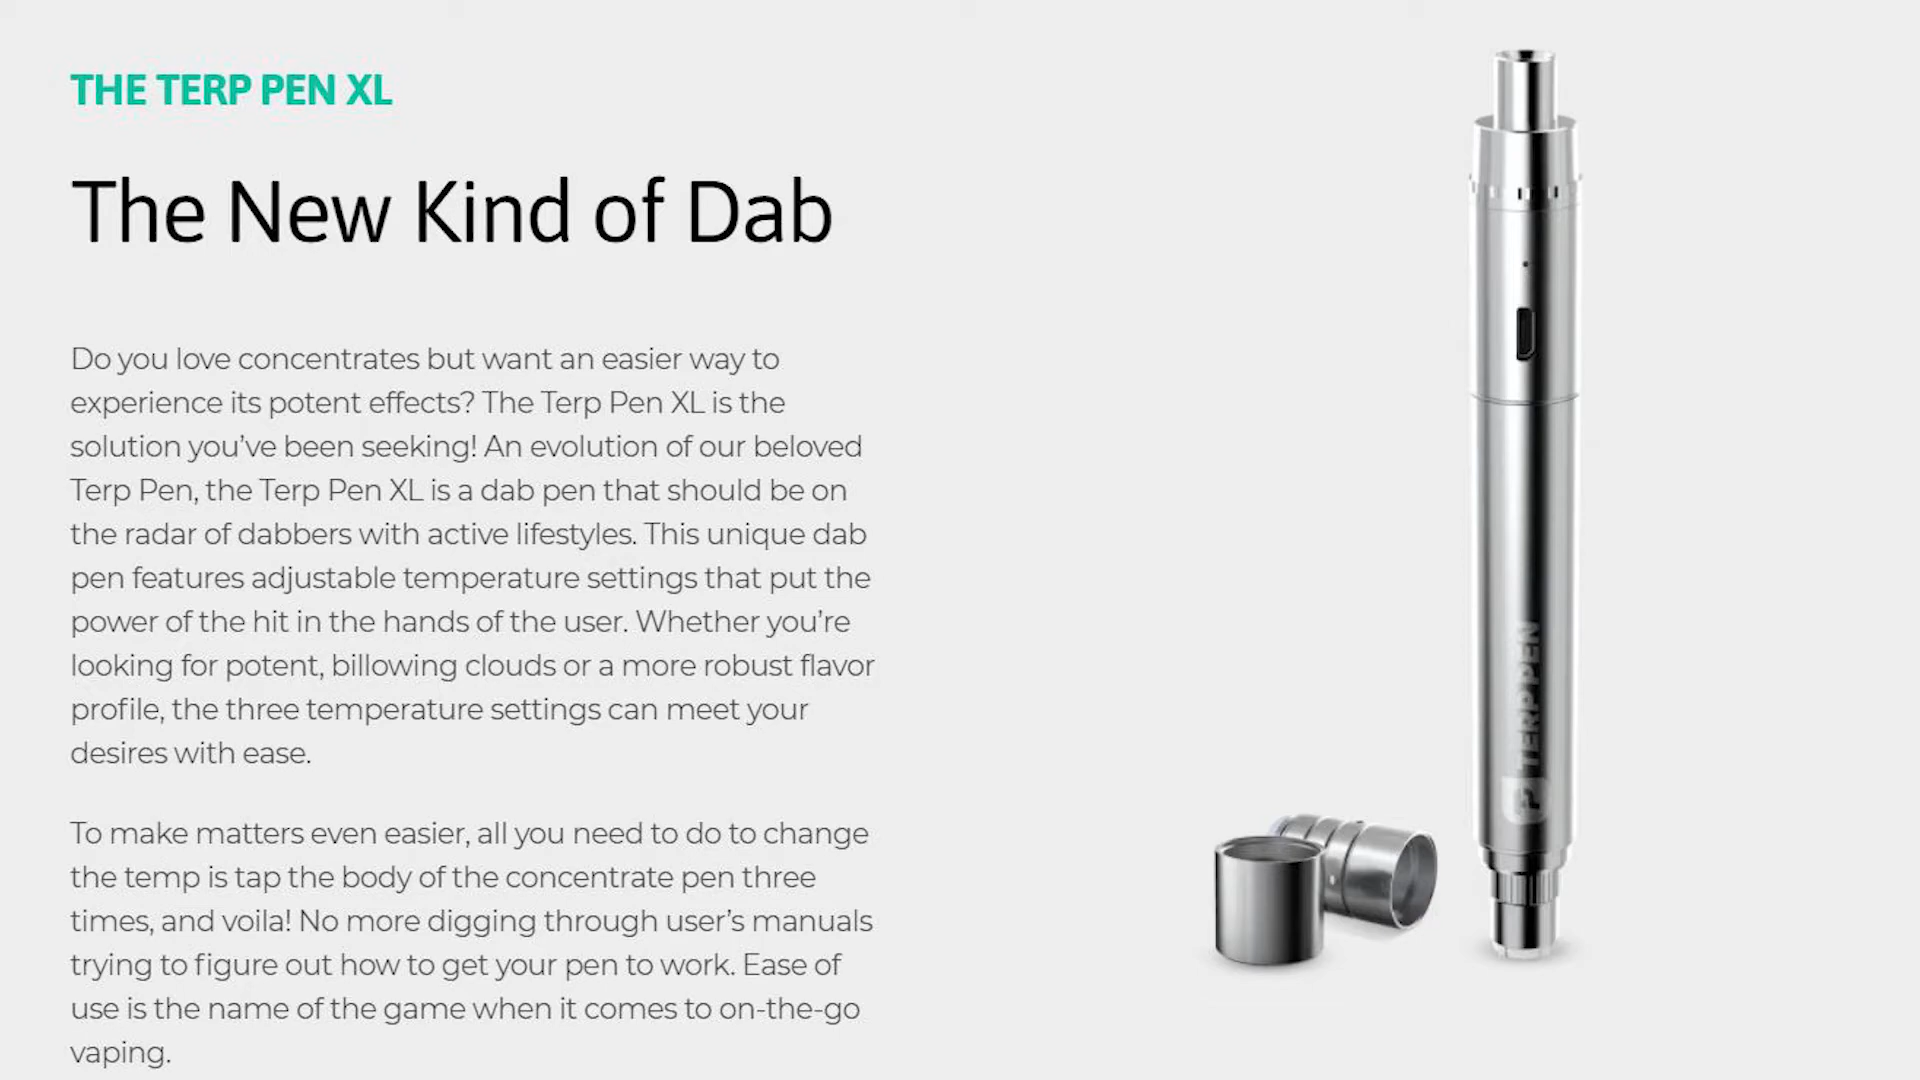 THE TERP PEN XL
The New Kind of Dab
Do you love concentrates but want an easier way to
experience its potent effects? The Terp Pen XL is the
solution you've been seeking! An evolution of our beloved
Terp Pen, the Terp Pen XL is a dab pen that should be on
the radar of dabbers with active lifestyles. This unique dab
pen features adjustable temperature settings that put the
power of the hit in the hands of the user. Whether you're
looking for potent, billowing clouds or a more robust flavor
profile, the three temperature settings can meet your
desires with ease.
To make matters even easier, all you need to do to change
the temp is tap the body of the concentrate pen three
times, and voila! No more digging through user's manuals
trying to figure out how to get your pen to work. Ease of
use is the name of the game when it comes to on-the-go
vaping.
TERP PEN